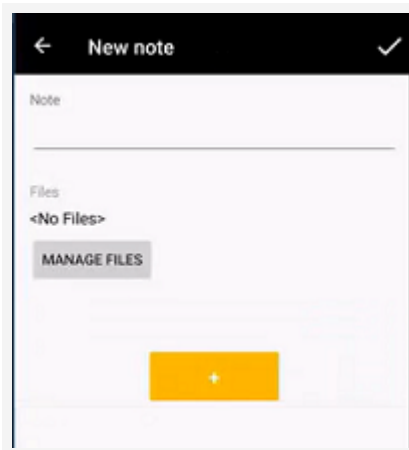 New note
Note
Files
<No Files>
MANAGE FILES
+